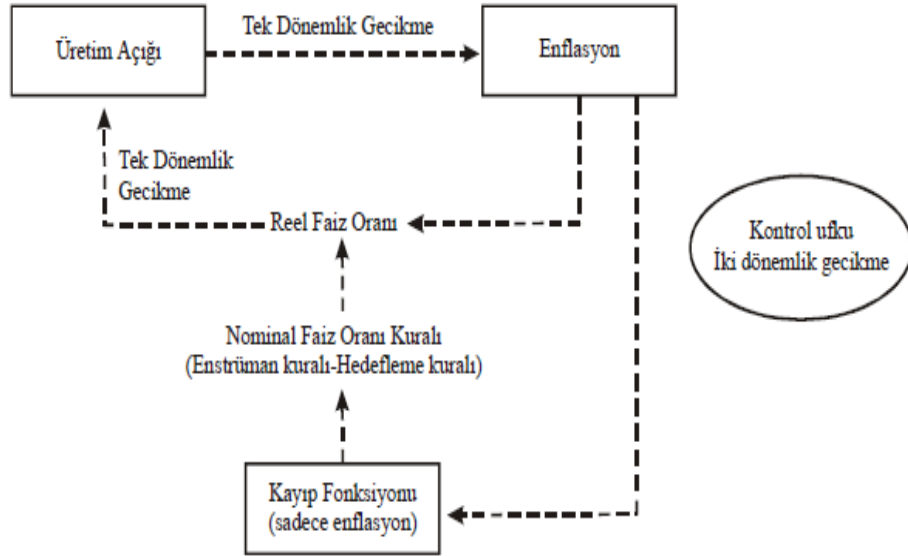 Tek Dönemlik Gecikme
Üretim Açığı
Enflasyon
Tek Dönemlik
Gecikme
Reel Faiz Oranı
Kontrol ufku
İki dönemlik gecikme
Nominal Faiz Oranı Kuralı
(Enstrüman kuralı-Hedefleme kuralı)
Kayıp Fonksiyonu
(sadece enflasyon)